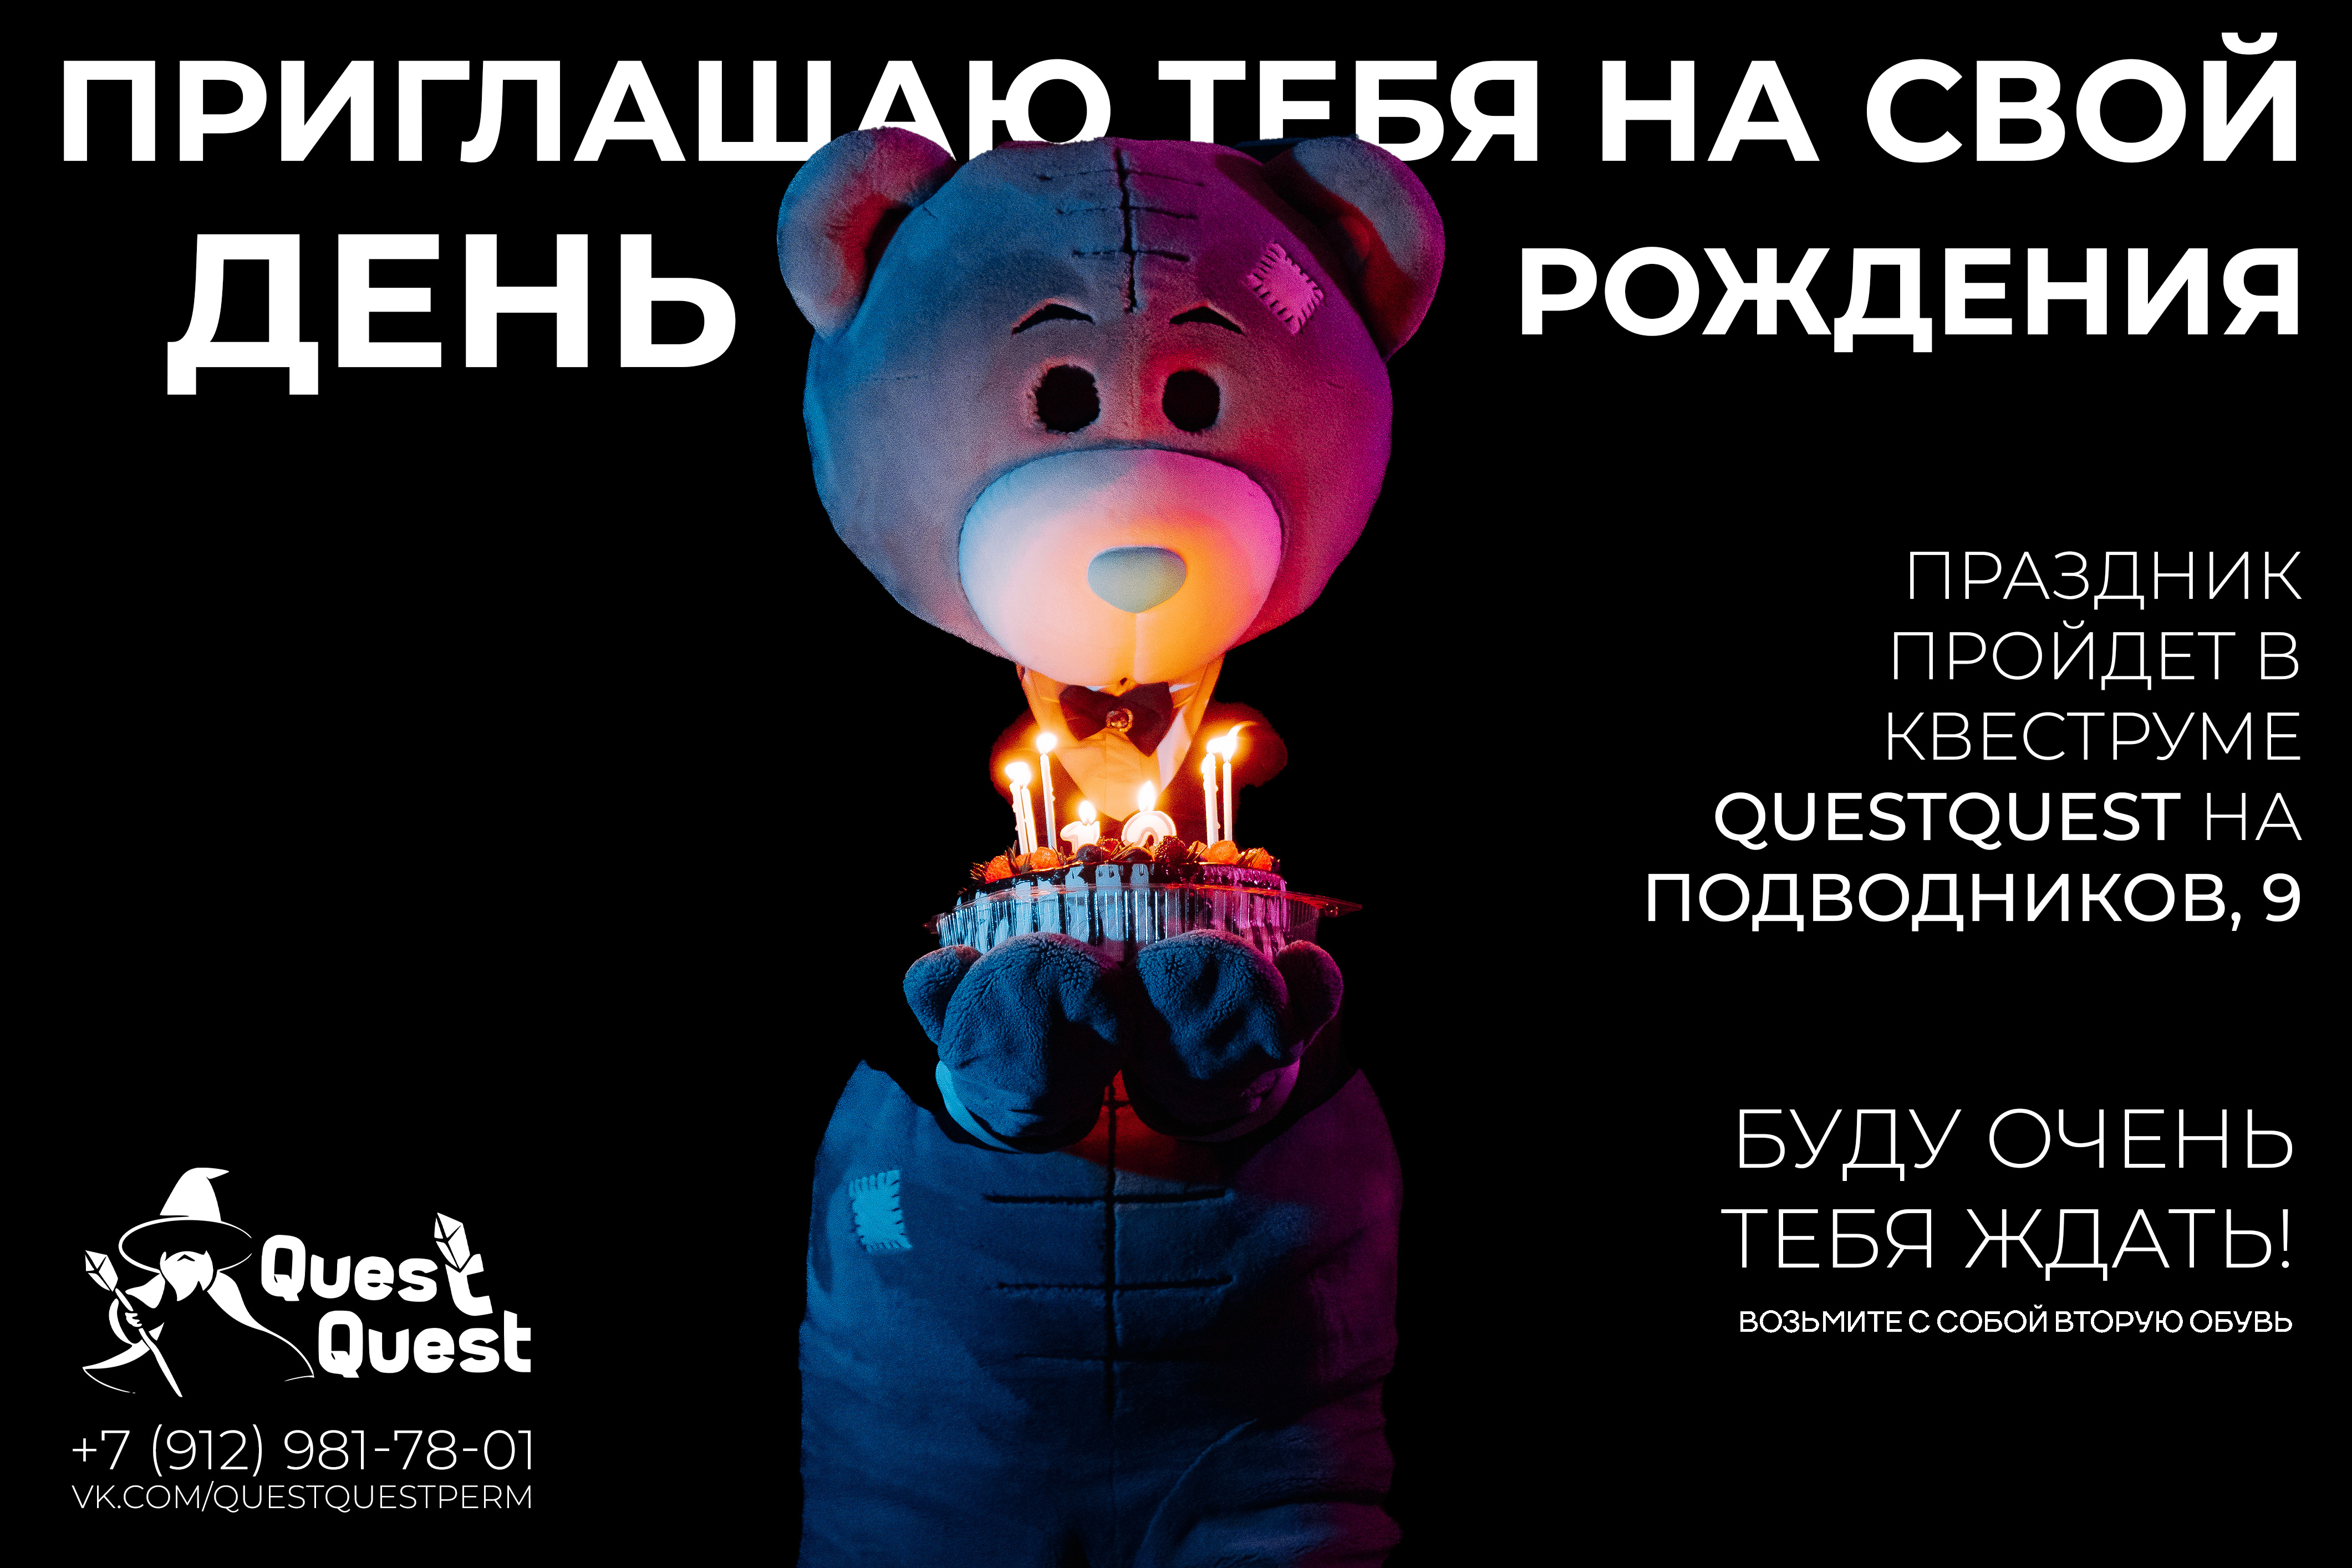 ПРИГЛАШАЮ ТЕБЯ НА СВОЙ
ДЕНЬ РОЖДЕНИЯ
ПРАЗДНИК
ПРОЙДЕТ В
КВЕСТРУМЕ
QUESTQUEST НА
ПОДВОДНИКОВ, 9
БУДУ ОЧЕНЬ
ТЕБЯ ЖДАТЬ!
ВОЗЬМИТЕ С СОБОЙ ВТОРУЮ ОБУВЬ
Quest
Quest
+7 (912) 981-78-01
VK.COM/QUESTQUESTPERM
10